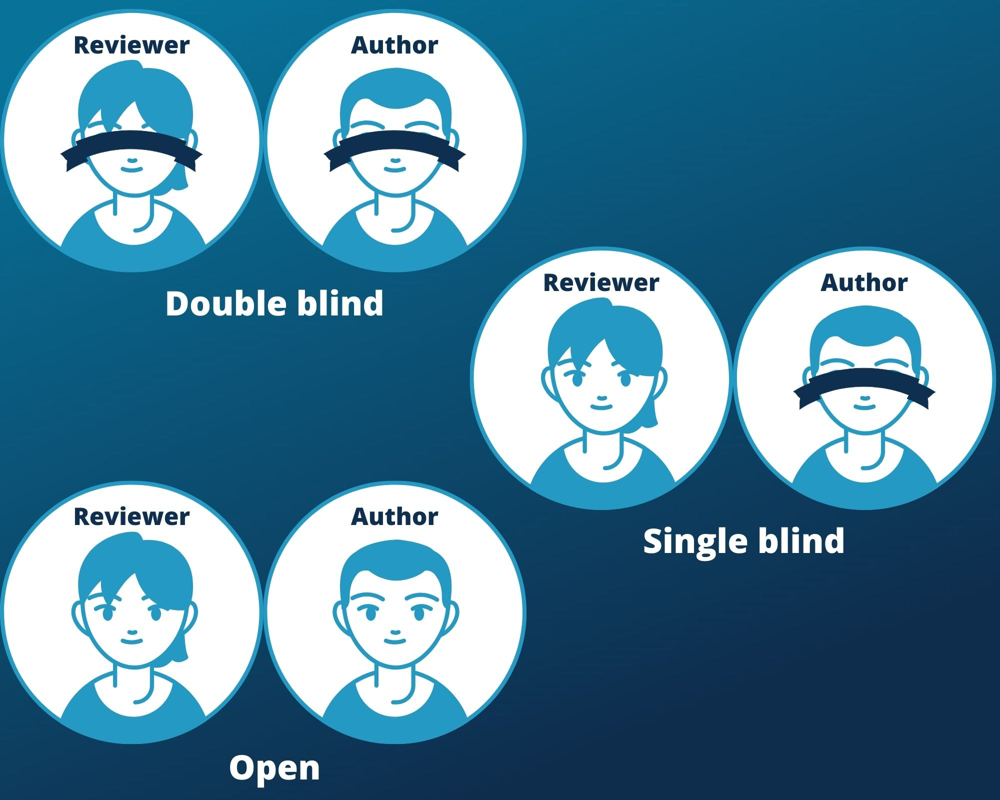 Reviewer
Author
Double blind
Reviewer
Author
Single blind
Reviewer
Author
Open